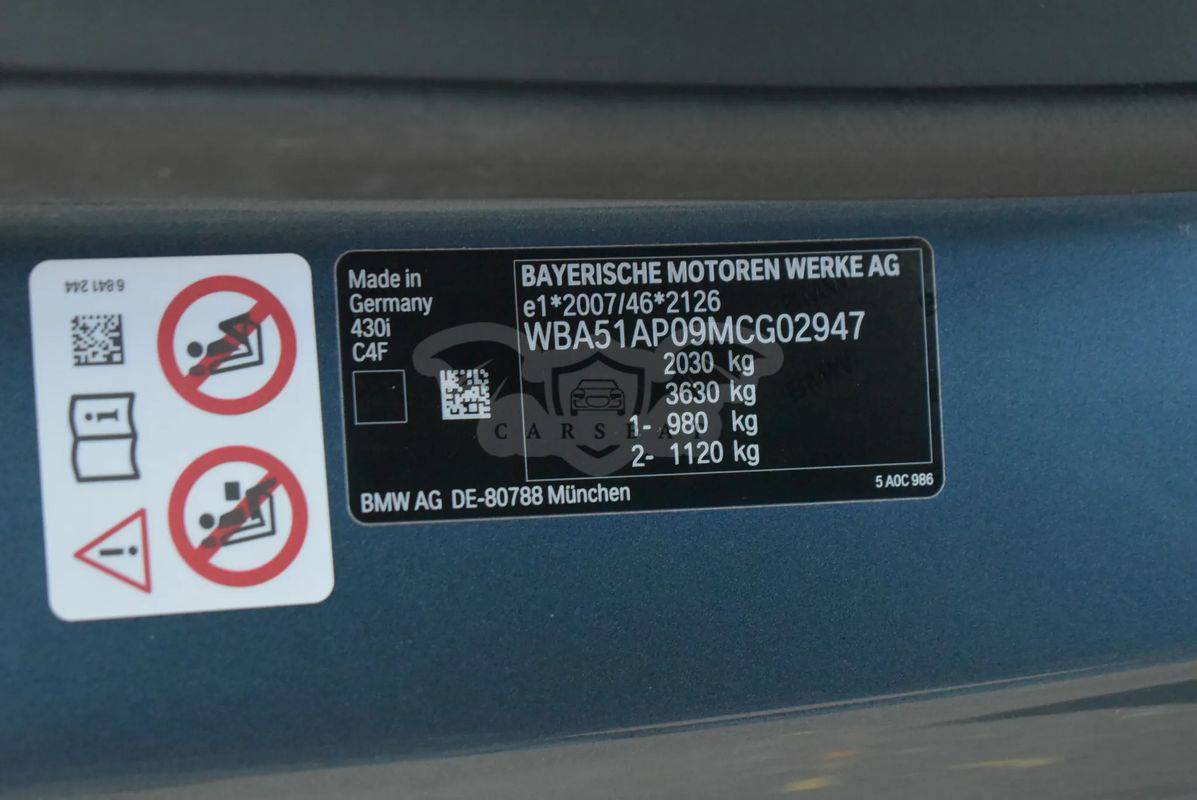 6 841 244
Made in
Germany
430i
C4F
BAYERISCHE MOTOREN WERKE AG
e1*2007/46*2126
WBA51AP09MCG02947
2030 kg
3630 kg
1- 980 kg
2- 1120 kg
BMW AG DE-80788 München
5 A0C 986
CARSEAT